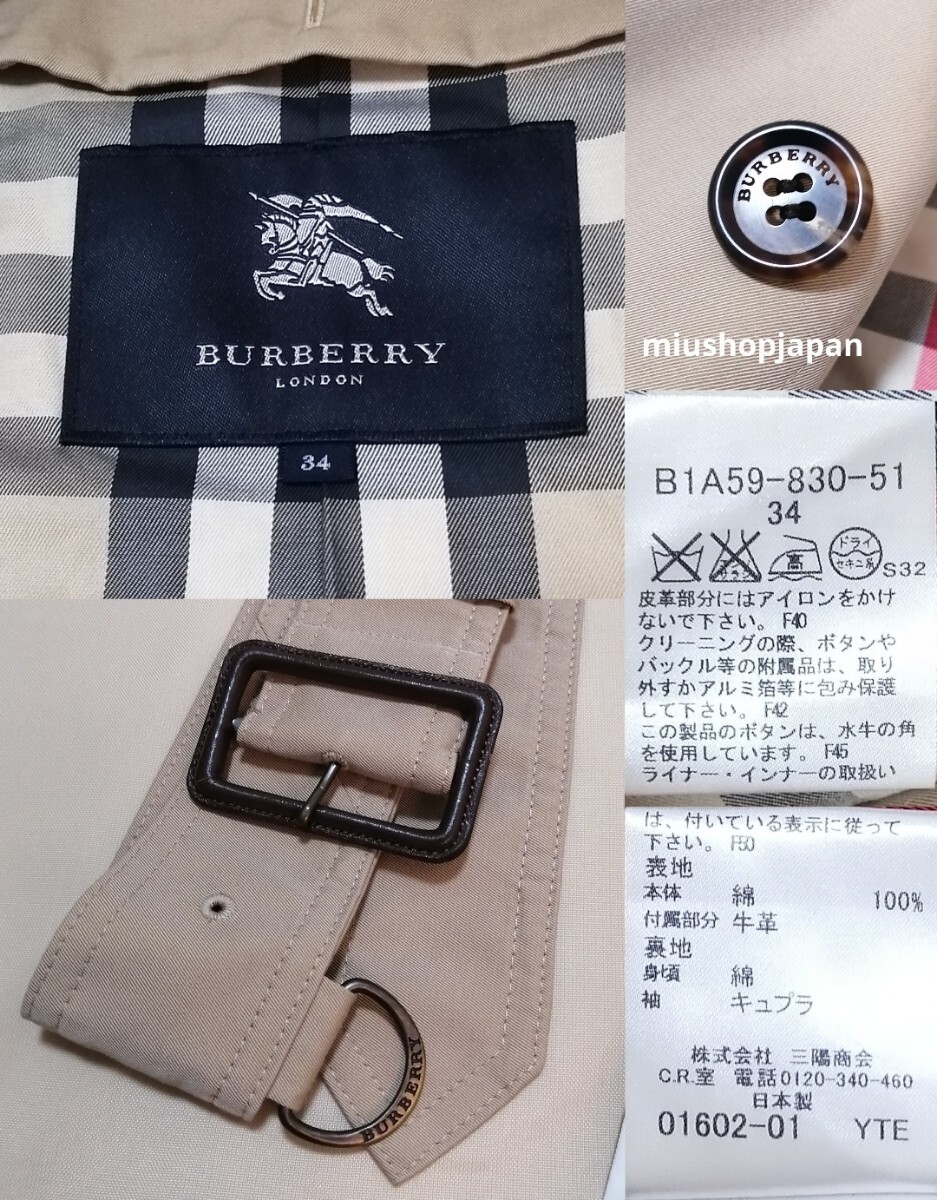 BURBERRY
LONDON
34
BURBERRY
miushopjapan
B1A59-830-51
34
ドライ
セキユ系
S32
皮革部分にはアイロンをかけ
ないで下さい。 F40
クリーニングの際、ボタンや
バックル等の附属品は、取り
外すかアルミ箔等に包み保護
して下さい。 F42
この製品のボタンは、水牛の角
を使用しています。 F45
ライナー・インナーの取扱い
は、付いている表示に従って
下さい。 F50
表地
本体 綿 100%
付属部分 牛革
裏地
身頃 綿
袖 キュプラ
株式会社 三陽商会
C.R.室 電話0120-340-460
日本製
01602-01 YTE
BURBERRY